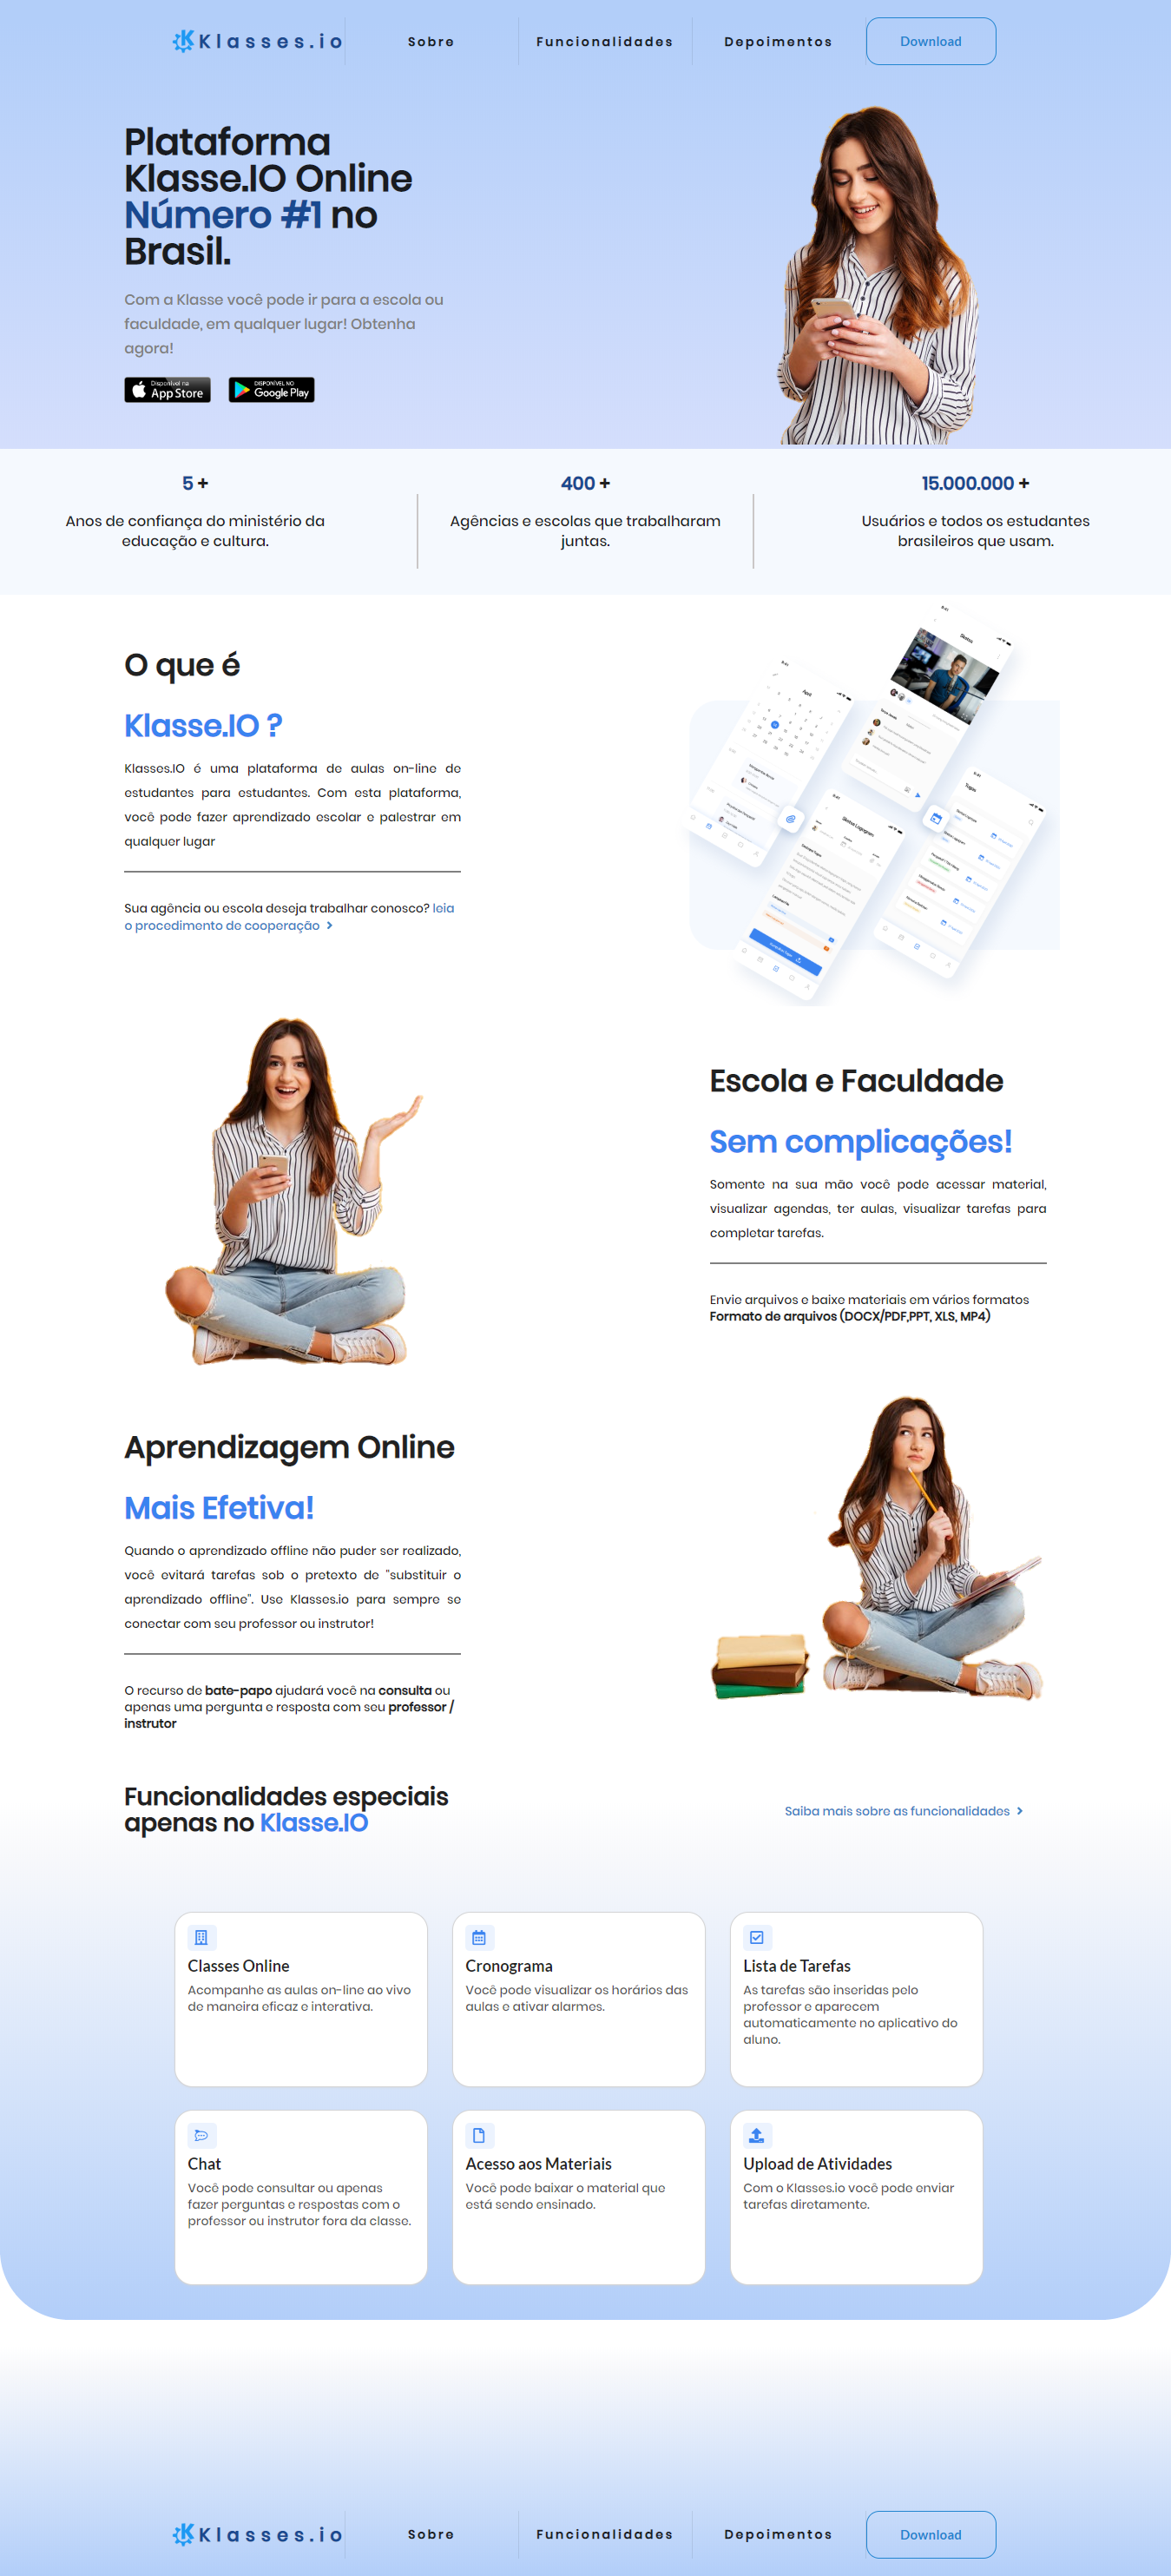 Klasses.io
Sobre
Funcionalidades
Depoimentos
Download
Plataforma
Klasse.IO Online
Número #1 no
Brasil.
Com a Klasse você pode ir para a escola ou
faculdade, em qualquer lugar! Obtenha
agora!
Disponível na
App Store
DISPONÍVEL NO
Google Play
5 +
Anos de confiança do ministério da
educação e cultura.
400 +
Agências e escolas que trabalharam
juntas.
15.000.000 +
Usuários e todos os estudantes
brasileiros que usam.
O que é
Klasse.IO ?
Klasses.IO é uma plataforma de aulas on-line de
estudantes para estudantes. Com esta plataforma,
você pode fazer aprendizado escolar e palestrar em
qualquer lugar
Sua agência ou escola deseja trabalhar conosco? leia
o procedimento de cooperação
April
Escola e Faculdade
Sem complicações!
Somente na sua mão você pode acessar material,
visualizar agendas, ter aulas, visualizar tarefas para
completar tarefas.
Envie arquivos e baixe materiais em vários formatos
Formato de arquivos (DOCX/PDF,PPT, XLS, MP4)
Aprendizagem Online
Mais Efetiva!
Quando o aprendizado offline não puder ser realizado,
você evitará tarefas sob o pretexto de "substituir o
aprendizado offline". Use Klasses.io para sempre se
conectar com seu professor ou instrutor!
O recurso de bate-papo ajudará você na consulta ou
apenas uma pergunta e resposta com seu professor /
instrutor
Funcionalidades especiais
apenas no Klasse.IO
Saiba mais sobre as funcionalidades
Classes Online
Acompanhe as aulas on-line ao vivo
de maneira eficaz e interativa.
Cronograma
Você pode visualizar os horários das
aulas e ativar alarmes.
Lista de Tarefas
As tarefas são inseridas pelo
professor e aparecem
automaticamente no aplicativo do
aluno.
Chat
Você pode consultar ou apenas
fazer perguntas e respostas com o
professor ou instrutor fora da classe.
Acesso aos Materiais
Você pode baixar o material que
está sendo ensinado.
Upload de Atividades
Com o Klasses.io você pode enviar
tarefas diretamente.
Klasses.io
Sobre
Funcionalidades
Depoimentos
Download